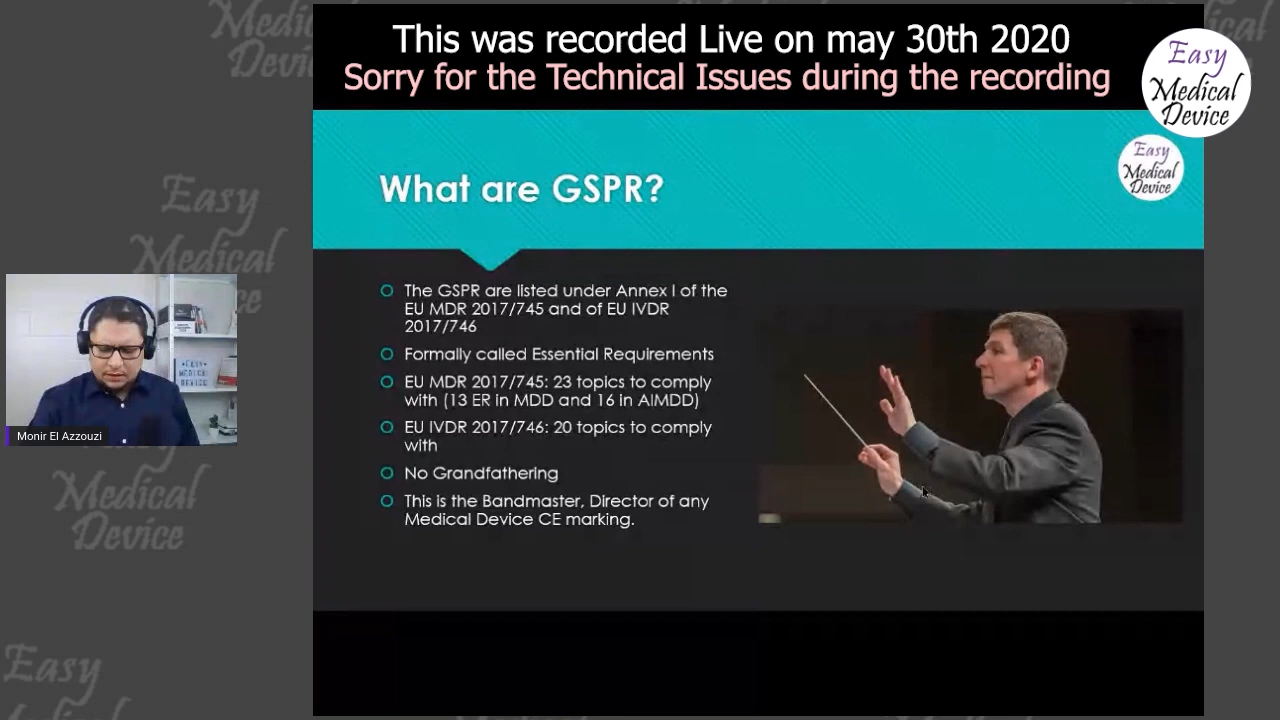 This was recorded Live on may 30th 2020
Sorry for the Technical Issues during the recording
Easy
Medical
Device
Easy
Medical
Device
What are GSPR?
The GSPR are listed under Annex I of the
EU MDR 2017/745 and of EU IVDR
2017/746
Formally called Essential Requirements
EU MDR 2017/745: 23 topics to comply
with (13 ER in MDD and 16 in AIMDD)
EU IVDR 2017/746: 20 topics to comply
with
No Grandfathering
This is the Bandmaster, Director of any
Medical Device CE marking.
Monir El Azzouzi
EASY
MEDICAL
DEVICE
Easy
Medical
Medical
Device
Easy
Medical